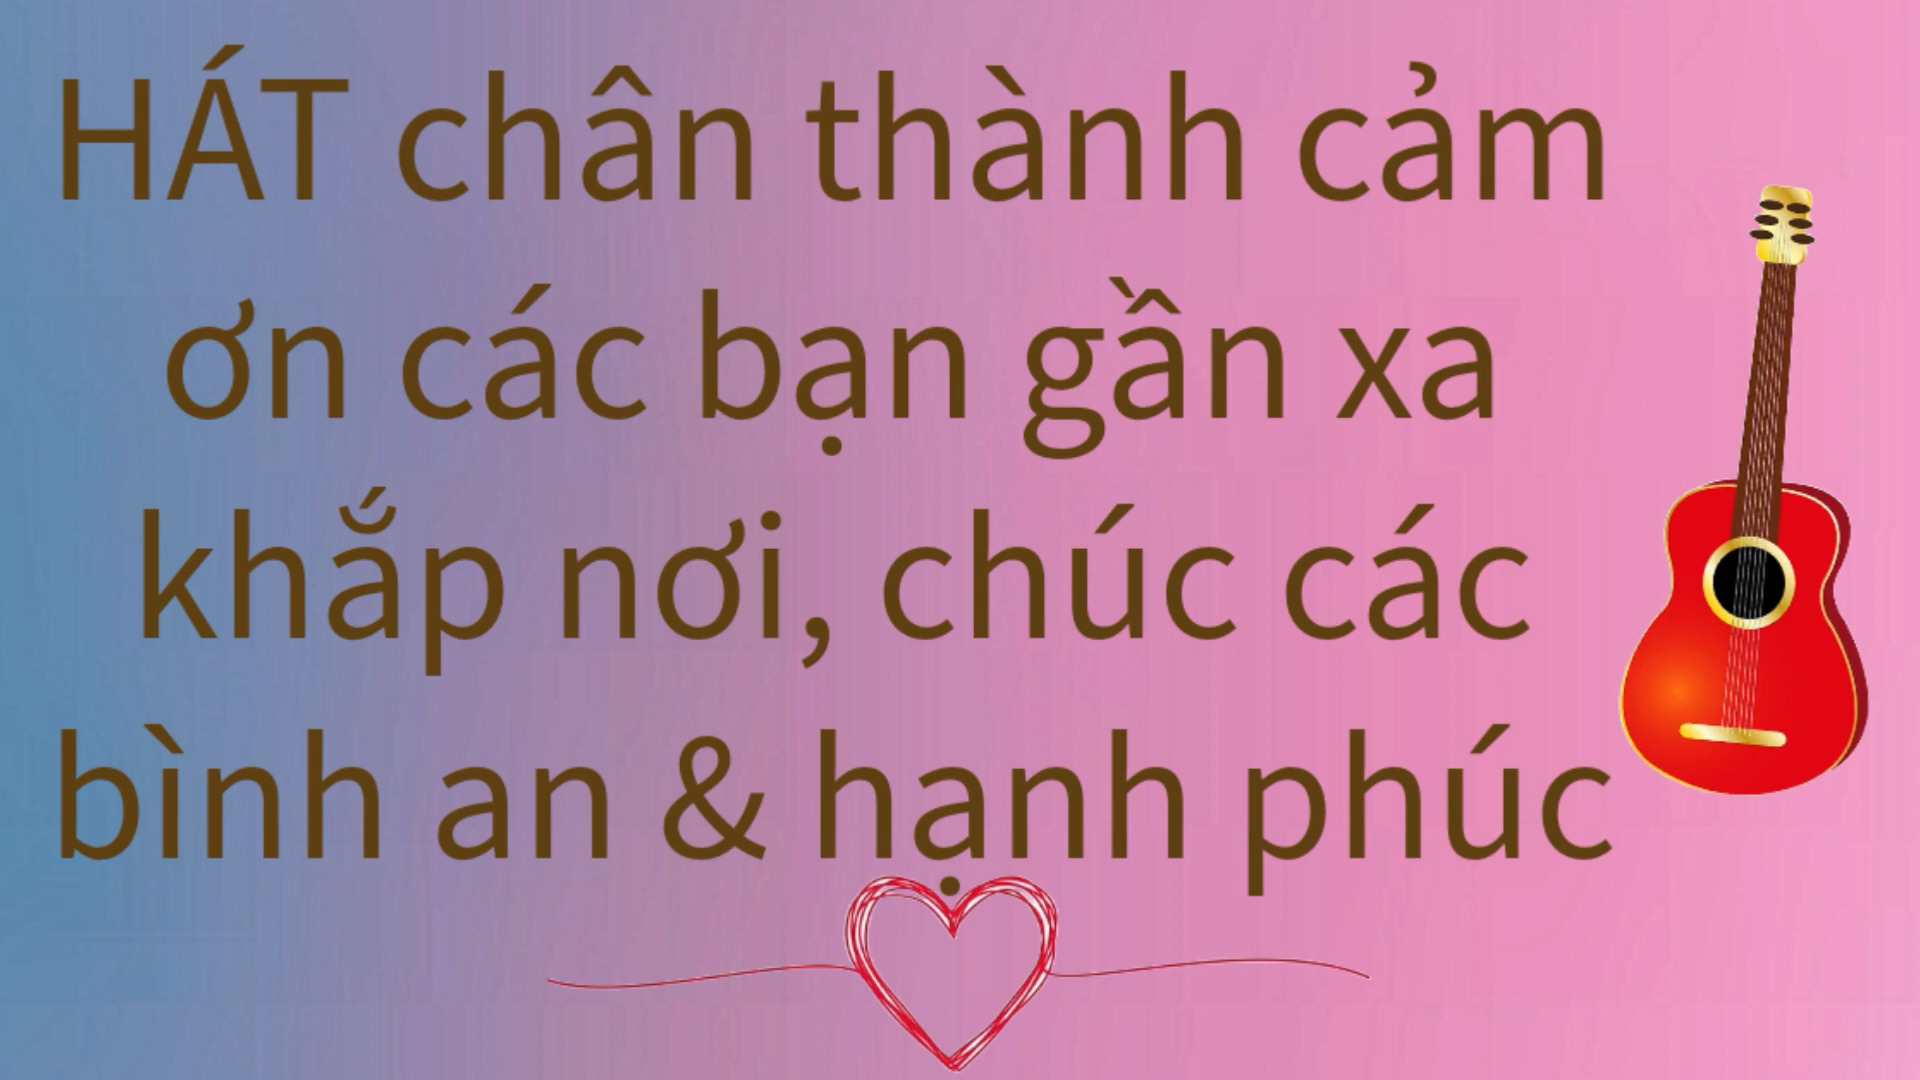 HÁT chân thành cảm
ơn các bạn gần xa
khắp nơi, chúc các
bình an & hạnh phúc